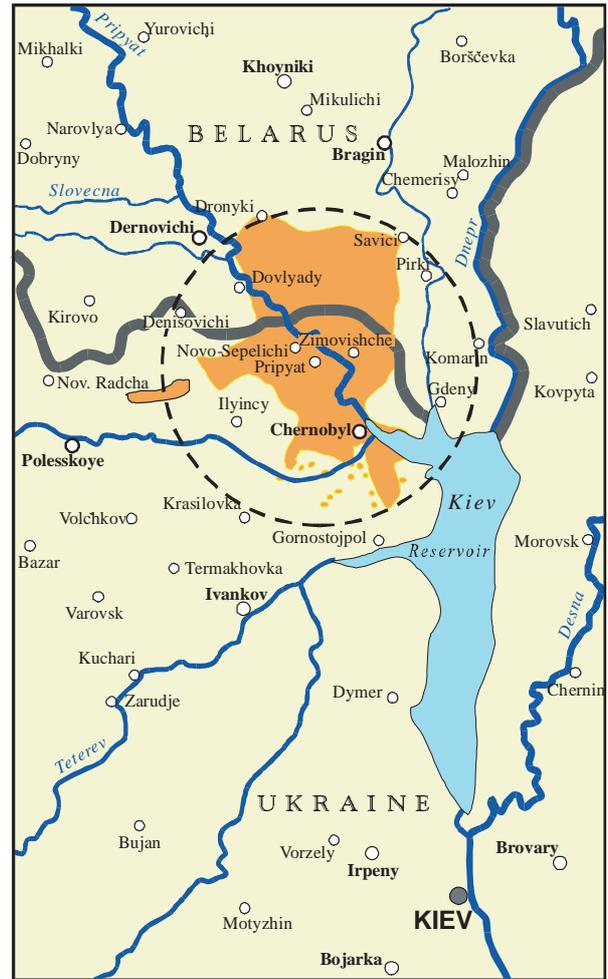 Pripyat
Yurovichi
Mikhalki
Borščevka
Khoyniki
Mikulichi
Narovlya
BELARUS
Bragin
Dobryny
Malozhin
Chemerisy
Slovecna
Dronyki
Dernovichi
Savici
Dnepr
Pirki
Dovlyady
Kirovo
Denisovichi
Slavutich
Zimovishche
Novo-Sepelichi
Komarin
Pripyat
Nov. Radcha
Gdeny
Kovpyta
Ilyincy
Chernobyl
Polesskoye
Krasilovka
Kiev
Volchkov
Gornostojpol
Reservoir
Morovsk
Bazar
Termakhovka
Ivankov
Varovsk
Desna
Kuchari
Chernin
Dymer
Zarudje
Teterev
UKRAINE
Bujan
Vorzely
Brovary
Irpeny
KIEV
Motyzhin
Bojarka